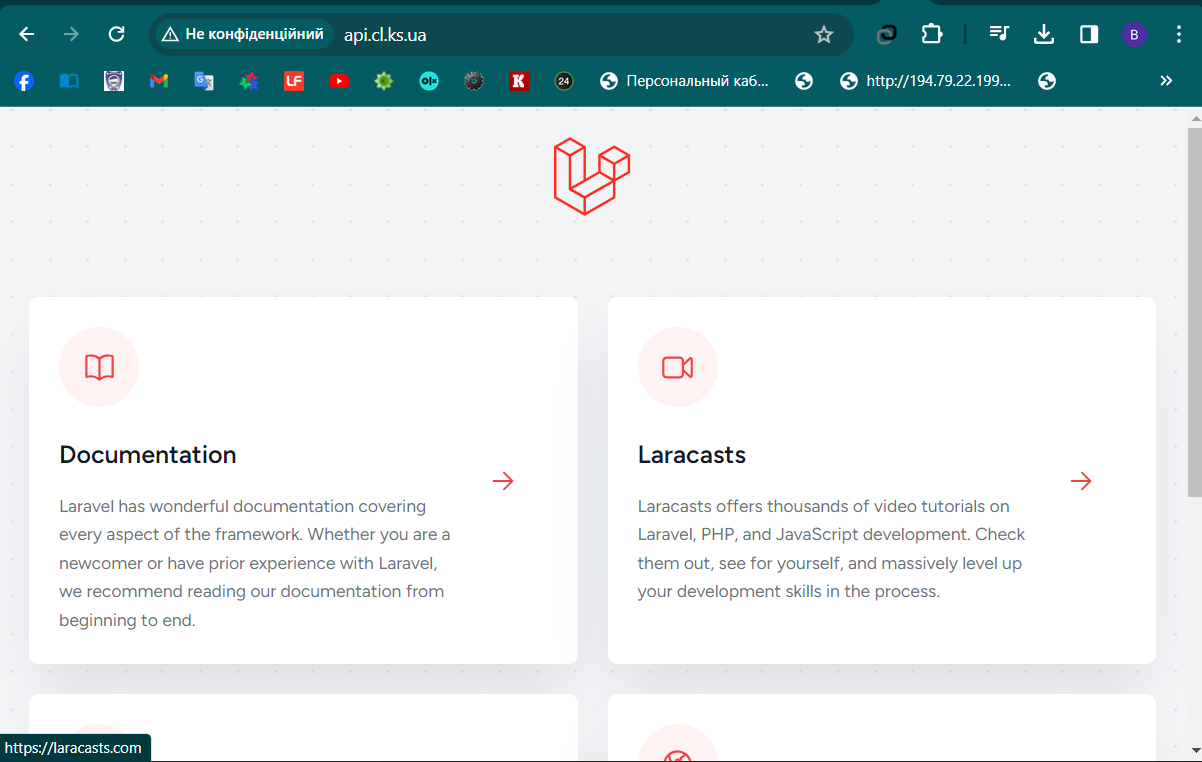 Не конфіденційний
api.cl.ks.ua
B
LF
olx
K
24
Персональный каб...
http://194.79.22.199...
Documentation
Laravel has wonderful documentation covering
every aspect of the framework. Whether you are a
newcomer or have prior experience with Laravel,
we recommend reading our documentation from
beginning to end.
Laracasts
Laracasts offers thousands of video tutorials on
Laravel, PHP, and JavaScript development. Check
them out, see for yourself, and massively level up
your development skills in the process.
https://laracasts.com